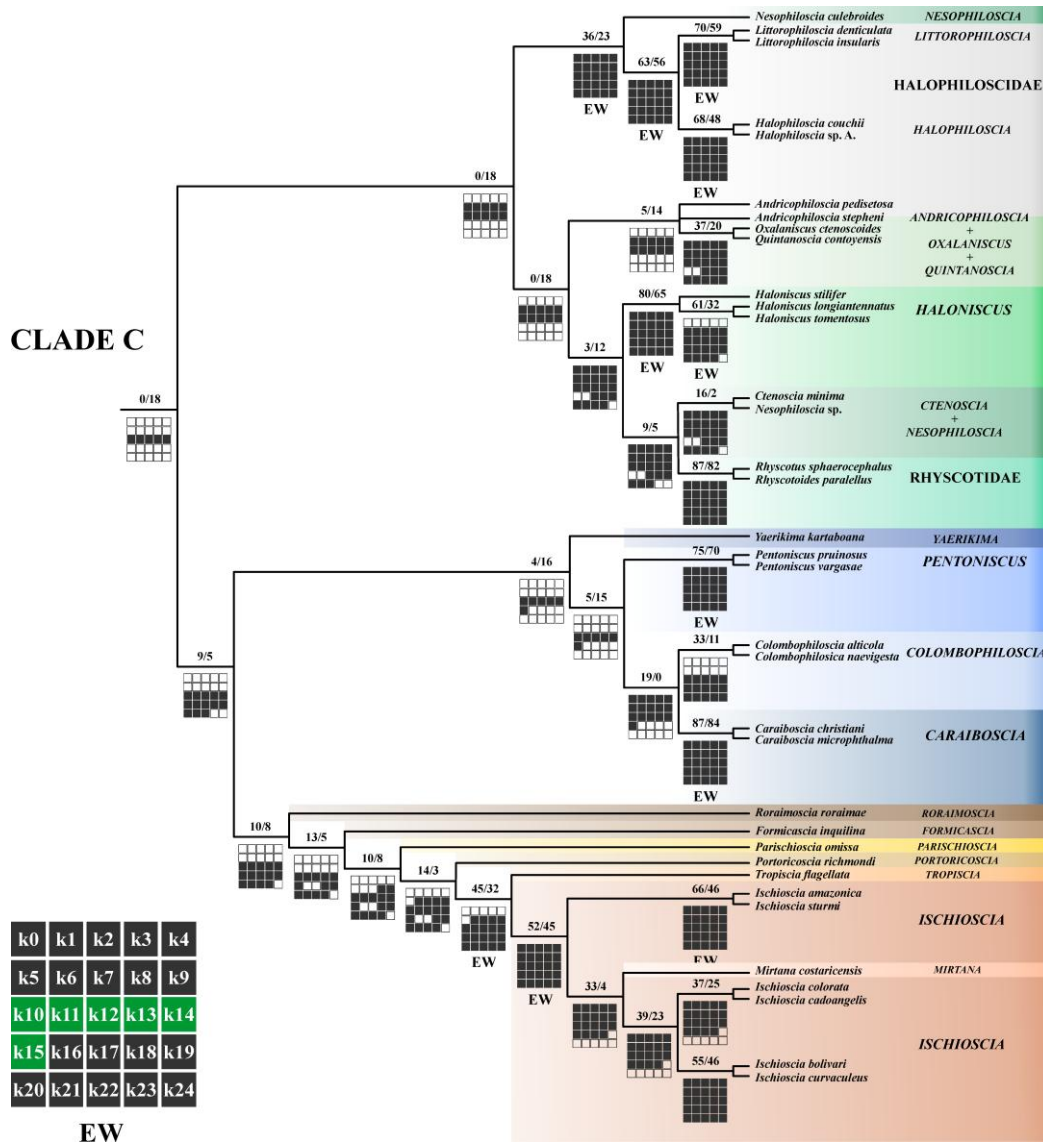 36/23
Nesophiloscia culebroides
NESOPHILOSCIA
70/59
Littorophiloscia denticulata
Littorophiloscia insularis
LITTOROPHILOSCIA
EW
63/56
EW
HALOPHILOSCIDAE
EW
68/48
Halophiloscia couchii
Halophiloscia sp. A.
HALOPHILOSCIA
EW
0/18
5/14
Andricophiloscia pedisetosa
Andricophiloscia stepheni
37/20
Oxalaniscus ctenoscoides
Quintanoscia contoyensis
ANDRICOPHILOSCIA
+
OXALANISCUS
+
QUINTANOSCIA
0/18
80/65
Haloniscus stilifer
61/32
Haloniscus longiantennatus
Haloniscus tomentosus
HALONISCUS
EW
EW
CLADE C
3/12
0/18
16/2
Ctenoscia minima
Nesophiloscia sp.
CTENOSCIA
+
NESOPHILOSCIA
9/5
87/82
Rhyscotus sphaerocephalus
Rhyscotoides paralellus
RHYSCOTIDAE
EW
4/16
Yaerikima kartaboana
YAERIKIMA
75/70
Pentoniscus pruinosus
Pentoniscus vargasae
PENTONISCUS
EW
5/15
33/11
Colombophiloscia alticola
Colombophilosica naevigesta
COLOMBOPHILOSCIA
9/5
19/0
87/84
Caraiboscia christiani
Caraiboscia microphthalma
CARAIBOSCIA
EW
10/8
Roraimoscia roraimae
RORAIMOSCIA
13/5
Formicascia inquilina
FORMICASCIA
10/8
Parischioscia omissa
PARISCHIOSCIA
14/3
Portoricoscia richmondi
PORTORICOSCIA
45/32
Tropiscia flagellata
TROPISCIA
EW
52/45
66/46
Ischioscia amazonica
Ischioscia sturmi
ISCHIOSCIA
EW
EW
33/4
Mirtana costaricensis
MIRTANA
39/23
37/25
Ischioscia colorata
Ischioscia cadoangelis
ISCHIOSCIA
55/46
Ischioscia bolivari
Ischioscia curvaculeus
k0 k1 k2 k3 k4
k5 k6 k7 k8 k9
k10 k11 k12 k13 k14
k15 k16 k17 k18 k19
k20 k21 k22 k23 k24
EW